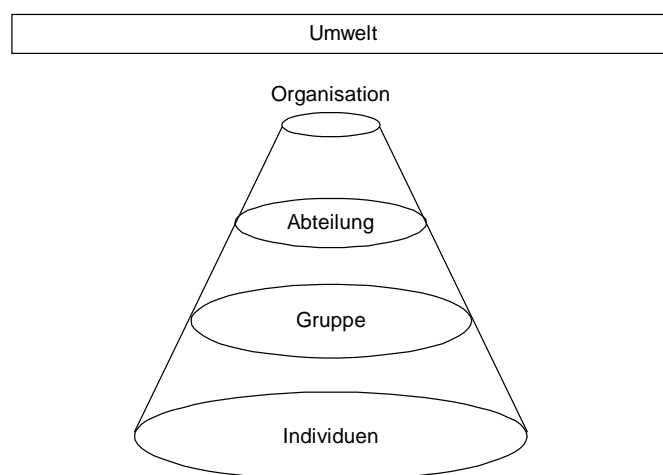 Umwelt
Organisation
Abteilung
Gruppe
Individuen